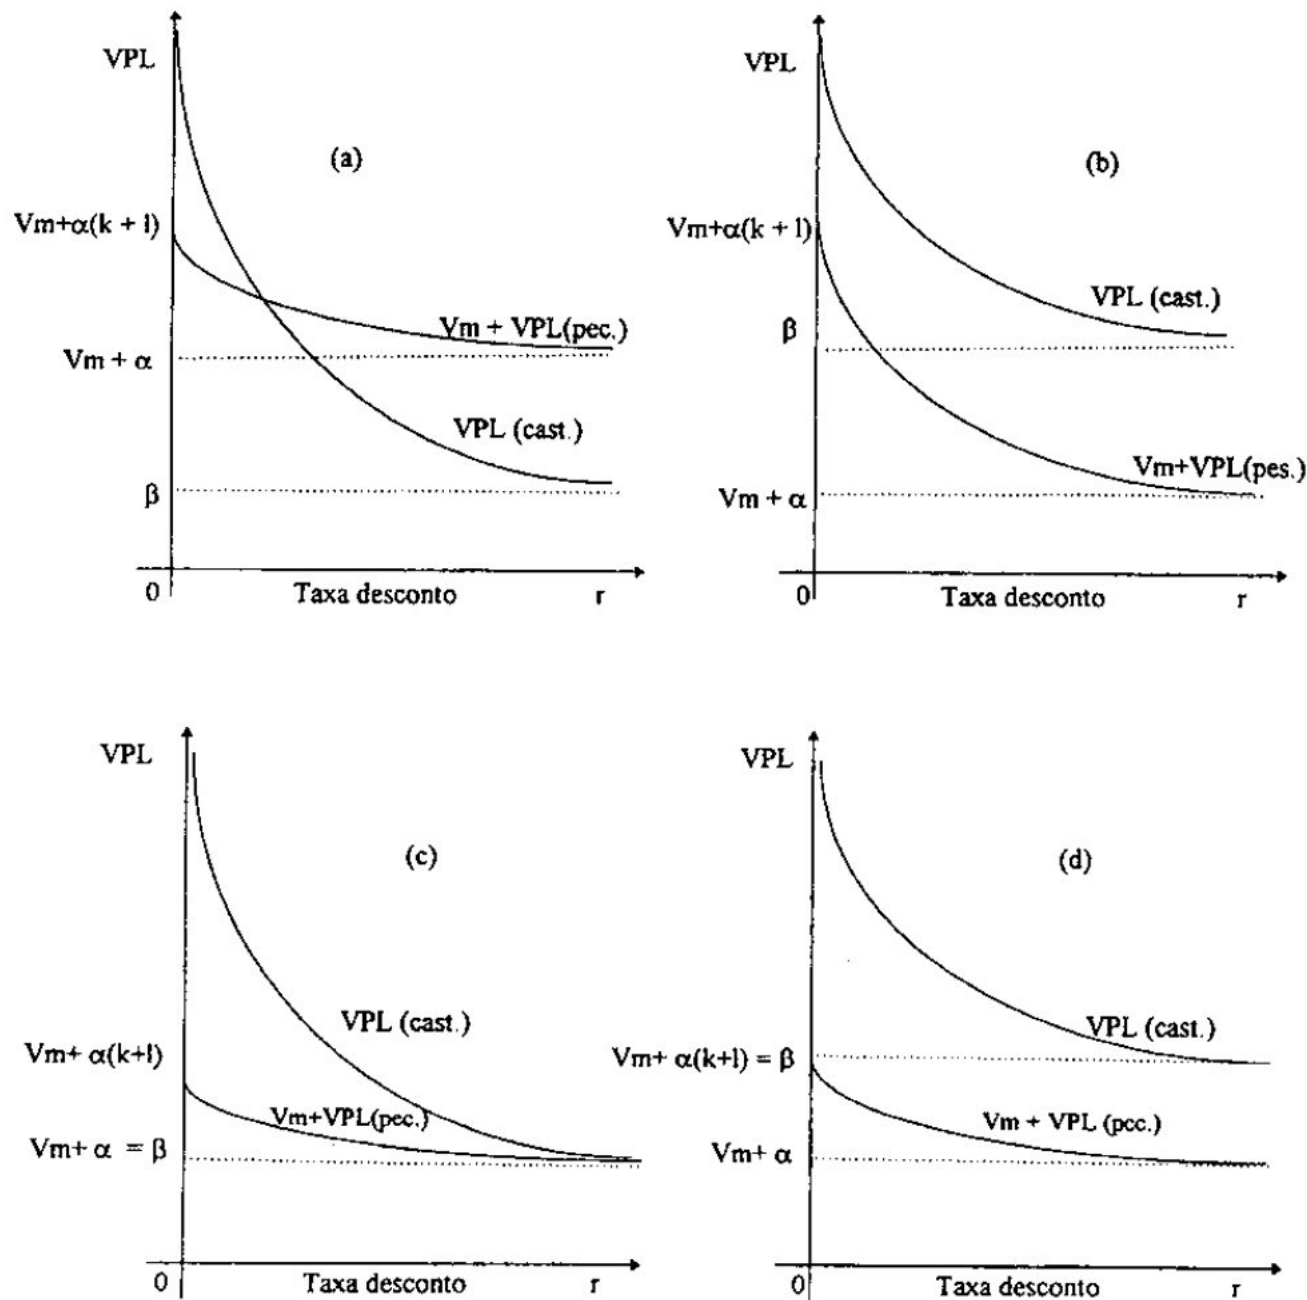 VPL
(a)
Vm+α(k + l)
Vm + VPL(pec.)
Vm + α
VPL (cast.)
β
0 Taxa desconto r
VPL
(b)
Vm+α(k + l)
VPL (cast.)
β
Vm+VPL(pes.)
Vm + α
0 Taxa desconto r
VPL
(c)
VPL (cast.)
Vm+ α(k+l)
Vm+VPL(pec.)
Vm+ α = β
0 Taxa desconto r
VPL
(d)
VPL (cast.)
Vm+ α(k+l) = β
Vm + VPL (pcc.)
Vm+ α
0 Taxa desconto r